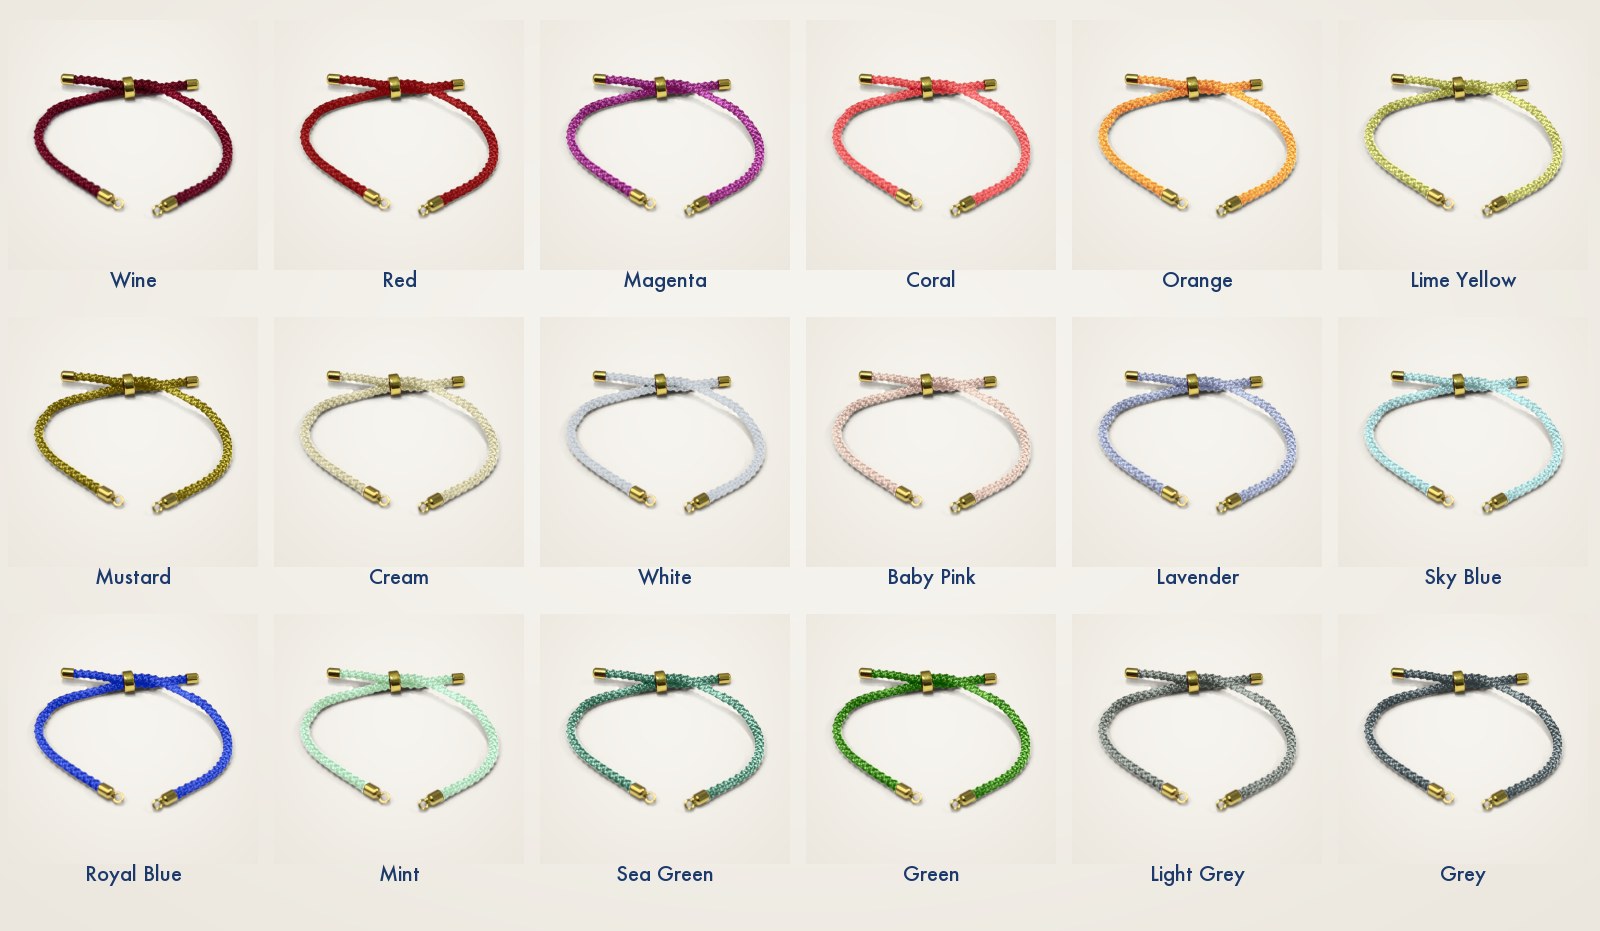 Wine
Red
Magenta
Coral
Orange
Lime Yellow
Mustard
Cream
White
Baby Pink
Lavender
Sky Blue
Royal Blue
Mint
Sea Green
Green
Light Grey
Grey